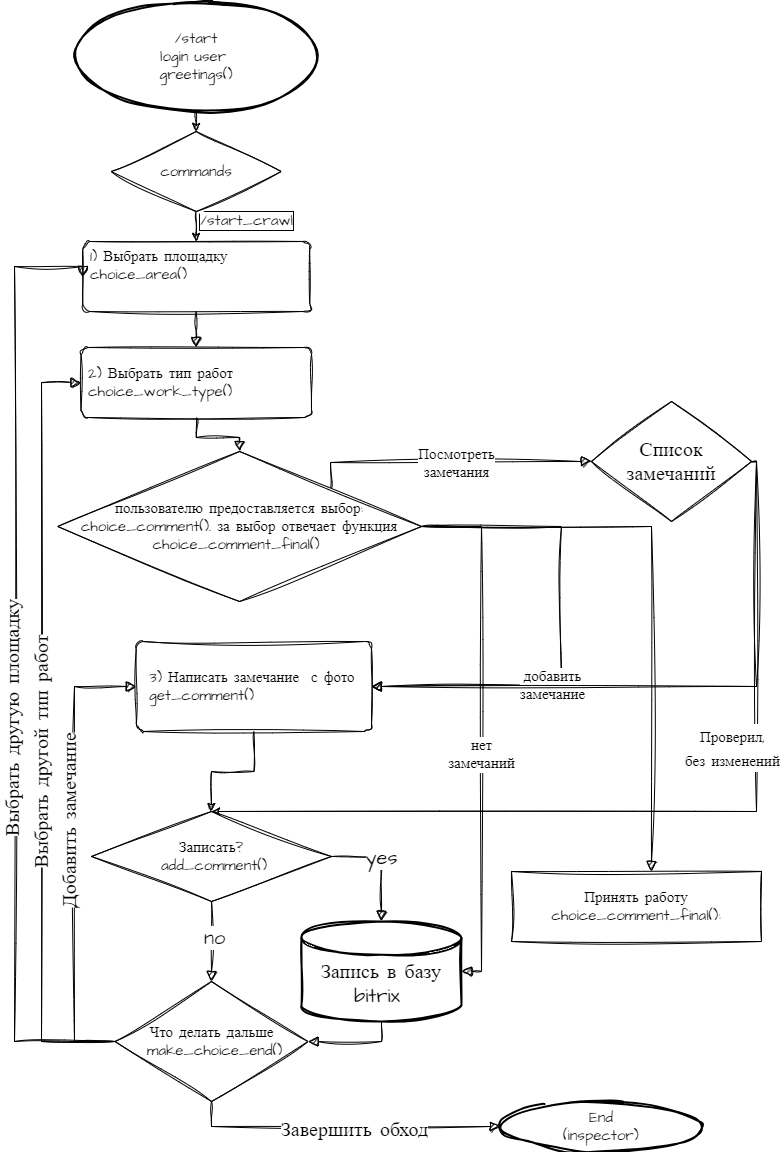 /start
login user
greetings()
commands
/start_crawl
1) Выбрать площадку
choice_area()
2) Выбрать тип работ
choice_work_type()
Посмотреть
замечания
Список
замечаний
пользователю предоставляется выбор:
choice_comment(). за выбор отвечает функция
choice_comment_final()
3) Написать замечание с фото
get_comment()
добавить
замечание
нет
замечаний
Проверил,
без изменений
Выбрать другую площадку
Выбрать другой тип работ
Добавить замечание
Записать?
add_comment()
yes
no
Принять работу
choice_comment_final():
Запись в базу
bitrix
Что делать дальше
make_choice_end()
Завершить обход
End
(inspector)